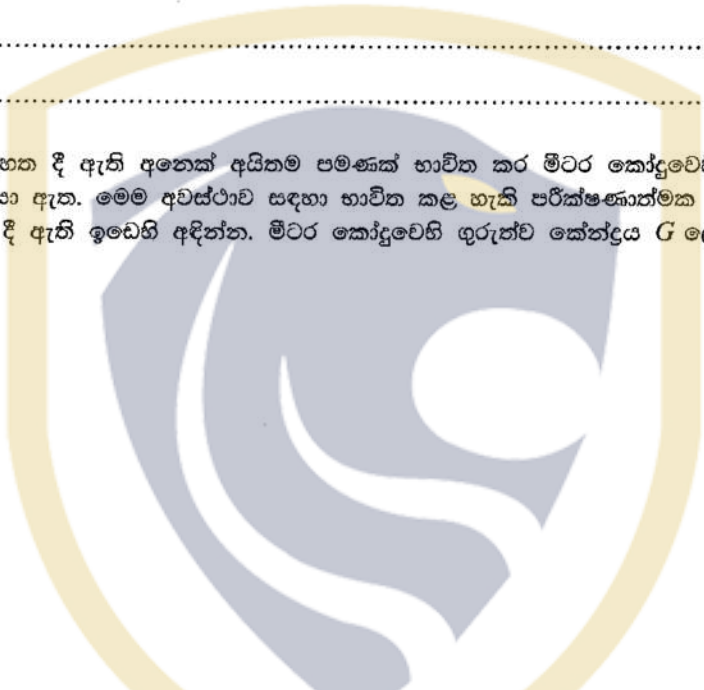 හත දී ඇති අනෙක් අයිතම පමණක් භාවිත කර මීටර කෝදුවෙ
ඇත. මෙම අවස්ථාව සඳහා භාවිත කළ හැකි පරීක්ෂණාත්මක
දී ඇති ඉඩෙහි අඳින්න. මීටර කෝදුවෙහි ගුරුත්ව කේන්ද්‍රය G